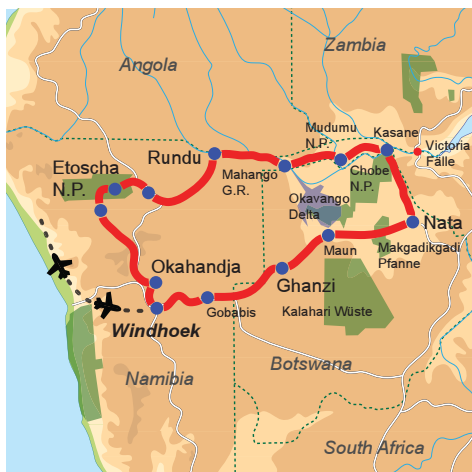 Zambia
Angola
Mudumu
N.P.
Kasane
Victoria
Fälle
Etoscha
N.P.
Rundu
Mahango
G.R.
Chobe
N.P.
Okavango
Delta
Nata
Okahandja
Maun
Makgadikgadi
Pfanne
Ghanzi
Windhoek
Gobabis
Kalahari Wüste
Namibia
Botswana
South Africa